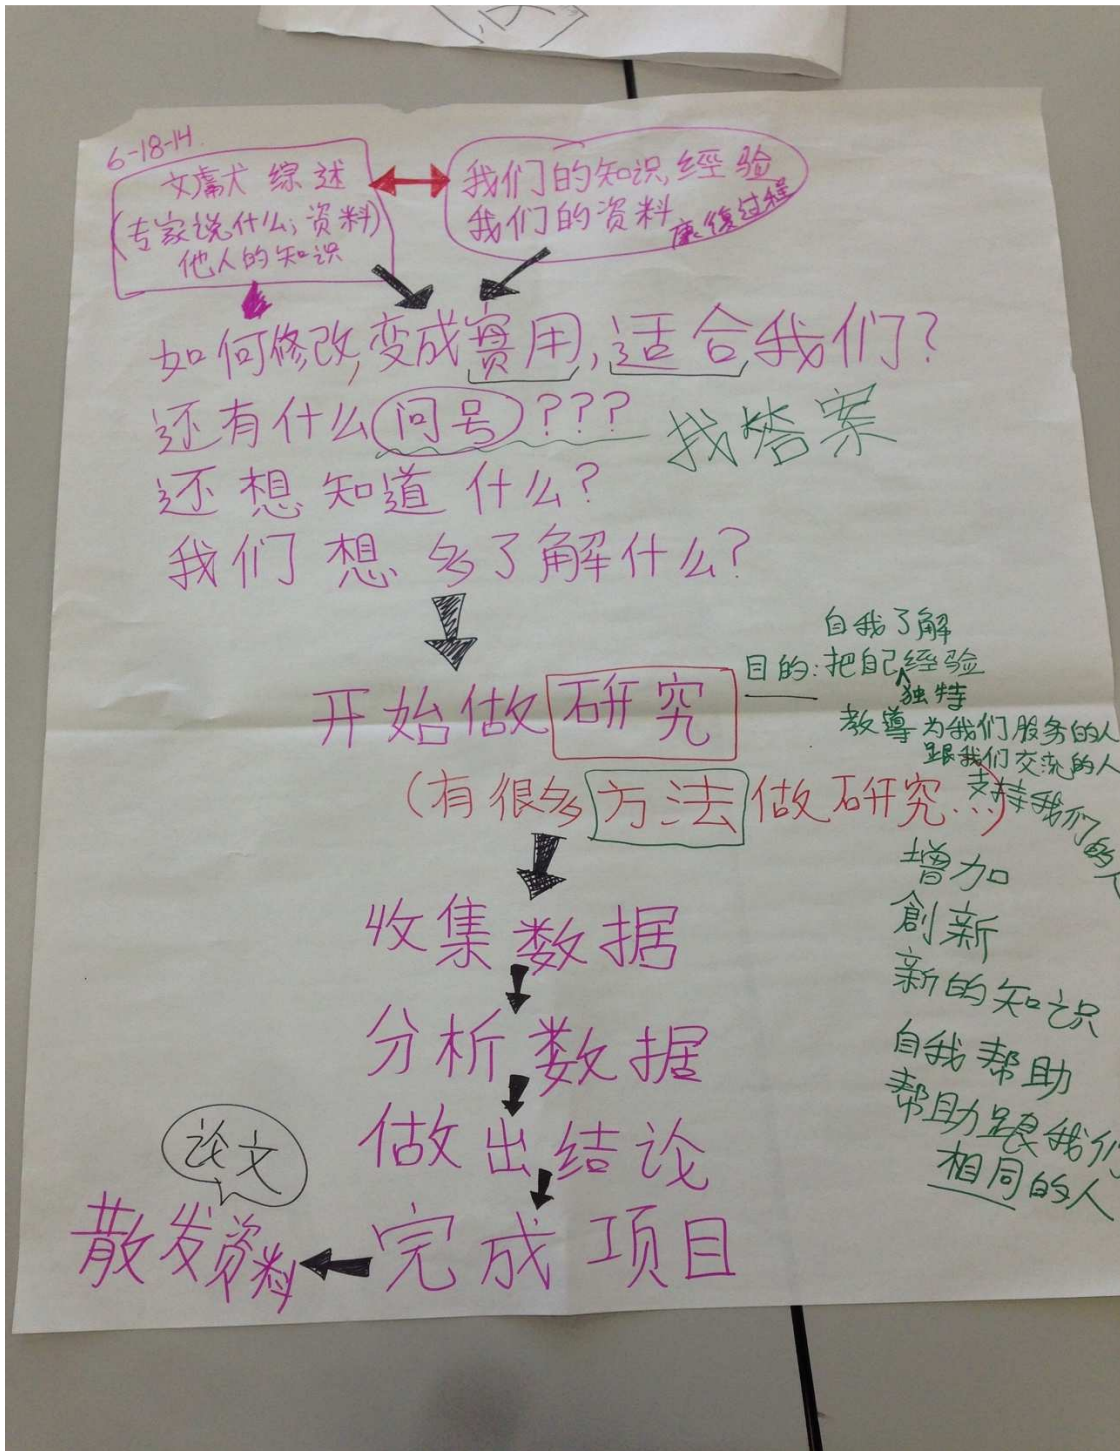 6-18-14.
文献 综述
(专家说什么; 资料)
他人的知识
我们的知识,經验
我们的资料 康復过程
如何修改,变成實用,适合我们?
还有什么问号???
找答案
还想知道什么?
我们想多了解什么?
开始做研究
自我了解
目的:把自己經验
独特
教導为我们服务的人
跟我们交流的人
支持我们的人
(有很多方法做研究...)
增加
創新
新的知识
自我帮助
帮助跟我们
相同的人
收集数据
分析数据
做出结论
完成项目
论文
散发资料